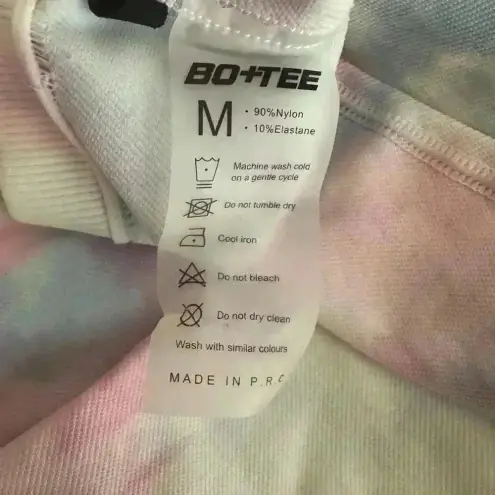 BO+TEE
M
· 90%Nylon
· 10%Elastane
Machine wash cold
on a gentle cycle
Do not tumble dry
Cool iron
Do not bleach
Do not dry clean
Wash with similar colours
MADE IN P.R.C